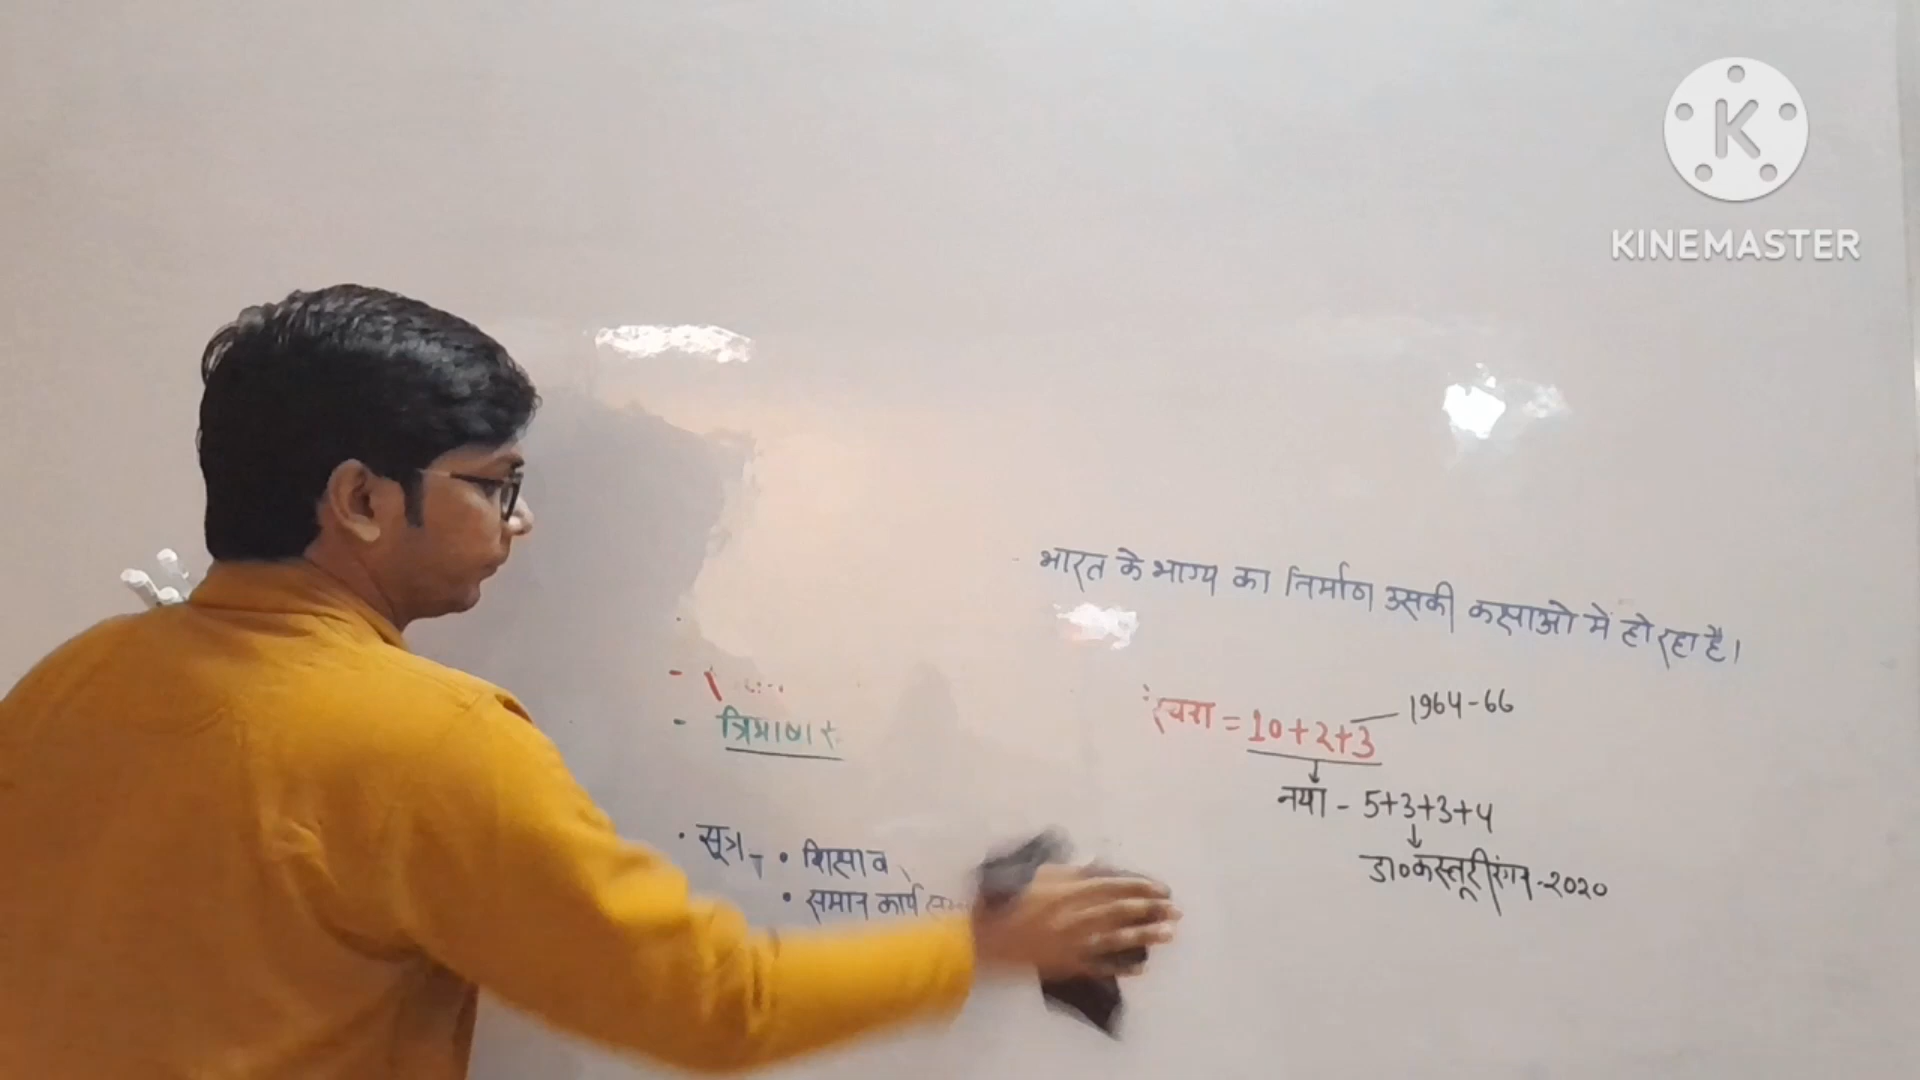 KINEMASTER
भारत के भाग्य का निर्माण उसकी कक्षाओ में हो रहा है।
= 10+2+3 — 1964-66
- त्रिभाषा
नया - 5+3+3+4
· सूत्र - • शिक्षा व
डा० कस्तूरीरंगन - 2020
• समान कार्य